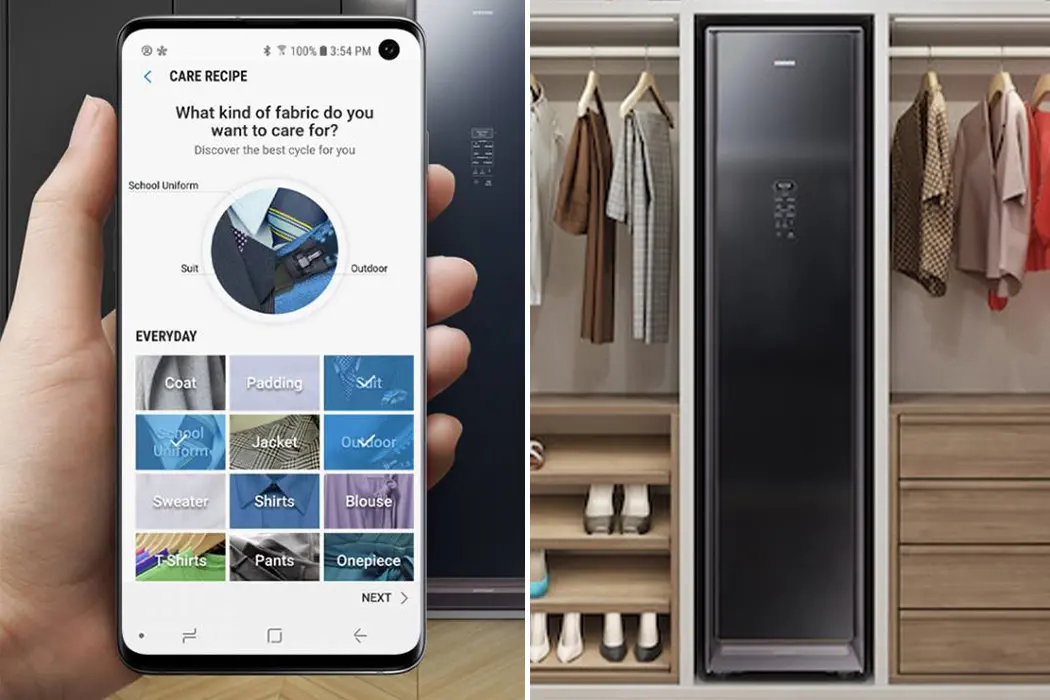 100% 3:54 PM
CARE RECIPE
What kind of fabric do you
want to care for?
Discover the best cycle for you
School Uniform
Suit
Outdoor
EVERYDAY
Coat
Padding
Suit
School
Uniform
Jacket
Outdoor
Sweater
Shirts
Blouse
T-Shirts
Pants
Onepiece
NEXT
SAMSUNG